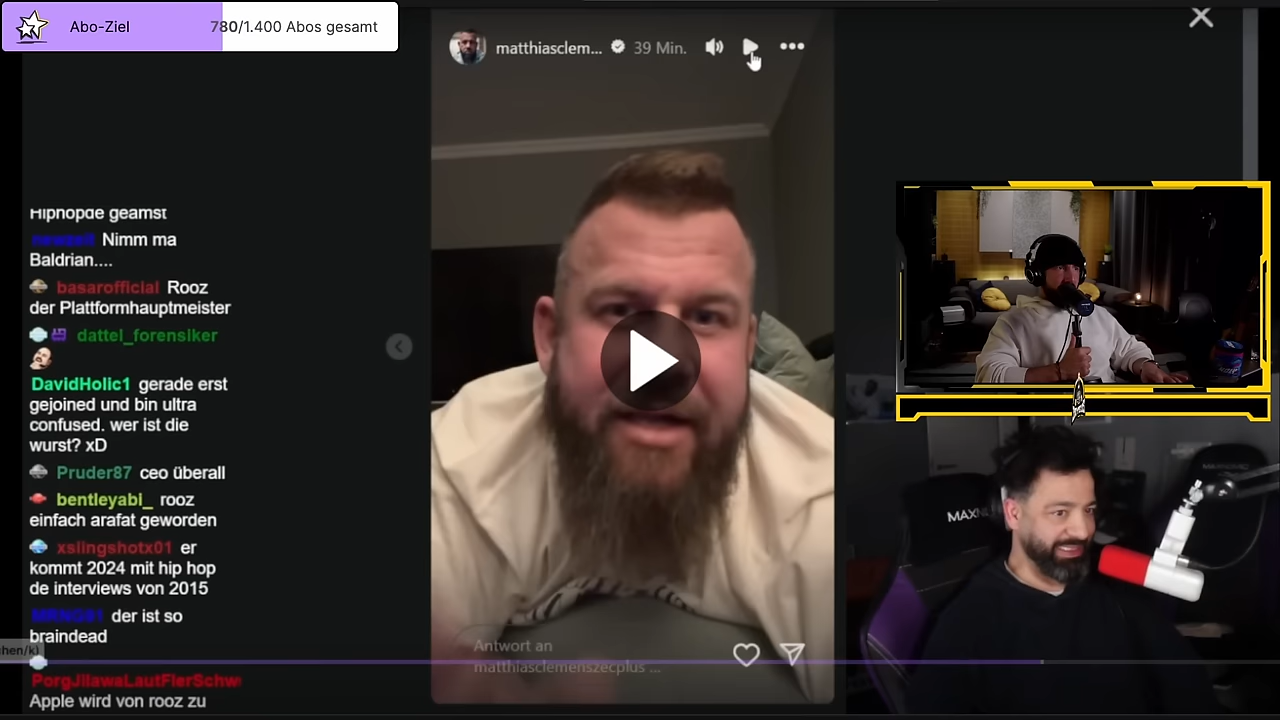 Abo-Ziel 780/1.400 Abos gesamt
matthiasclem... 39 Min.
Hiphopde geamst
Nimm ma
Baldrian....
basarofficial Rooz
der Plattformhauptmeister
dattel_forensiker
DavidHolic1 gerade erst
gejoined und bin ultra
confused. wer ist die
wurst? xD
Pruder87 ceo überall
bentleyabi_ rooz
einfach arafat geworden
xslingshotx01 er
kommt 2024 mit hip hop
de interviews von 2015
der ist so
braindead
hen/k)
Apple wird von rooz zu
Antwort an
matthiasclemenszecplus ...